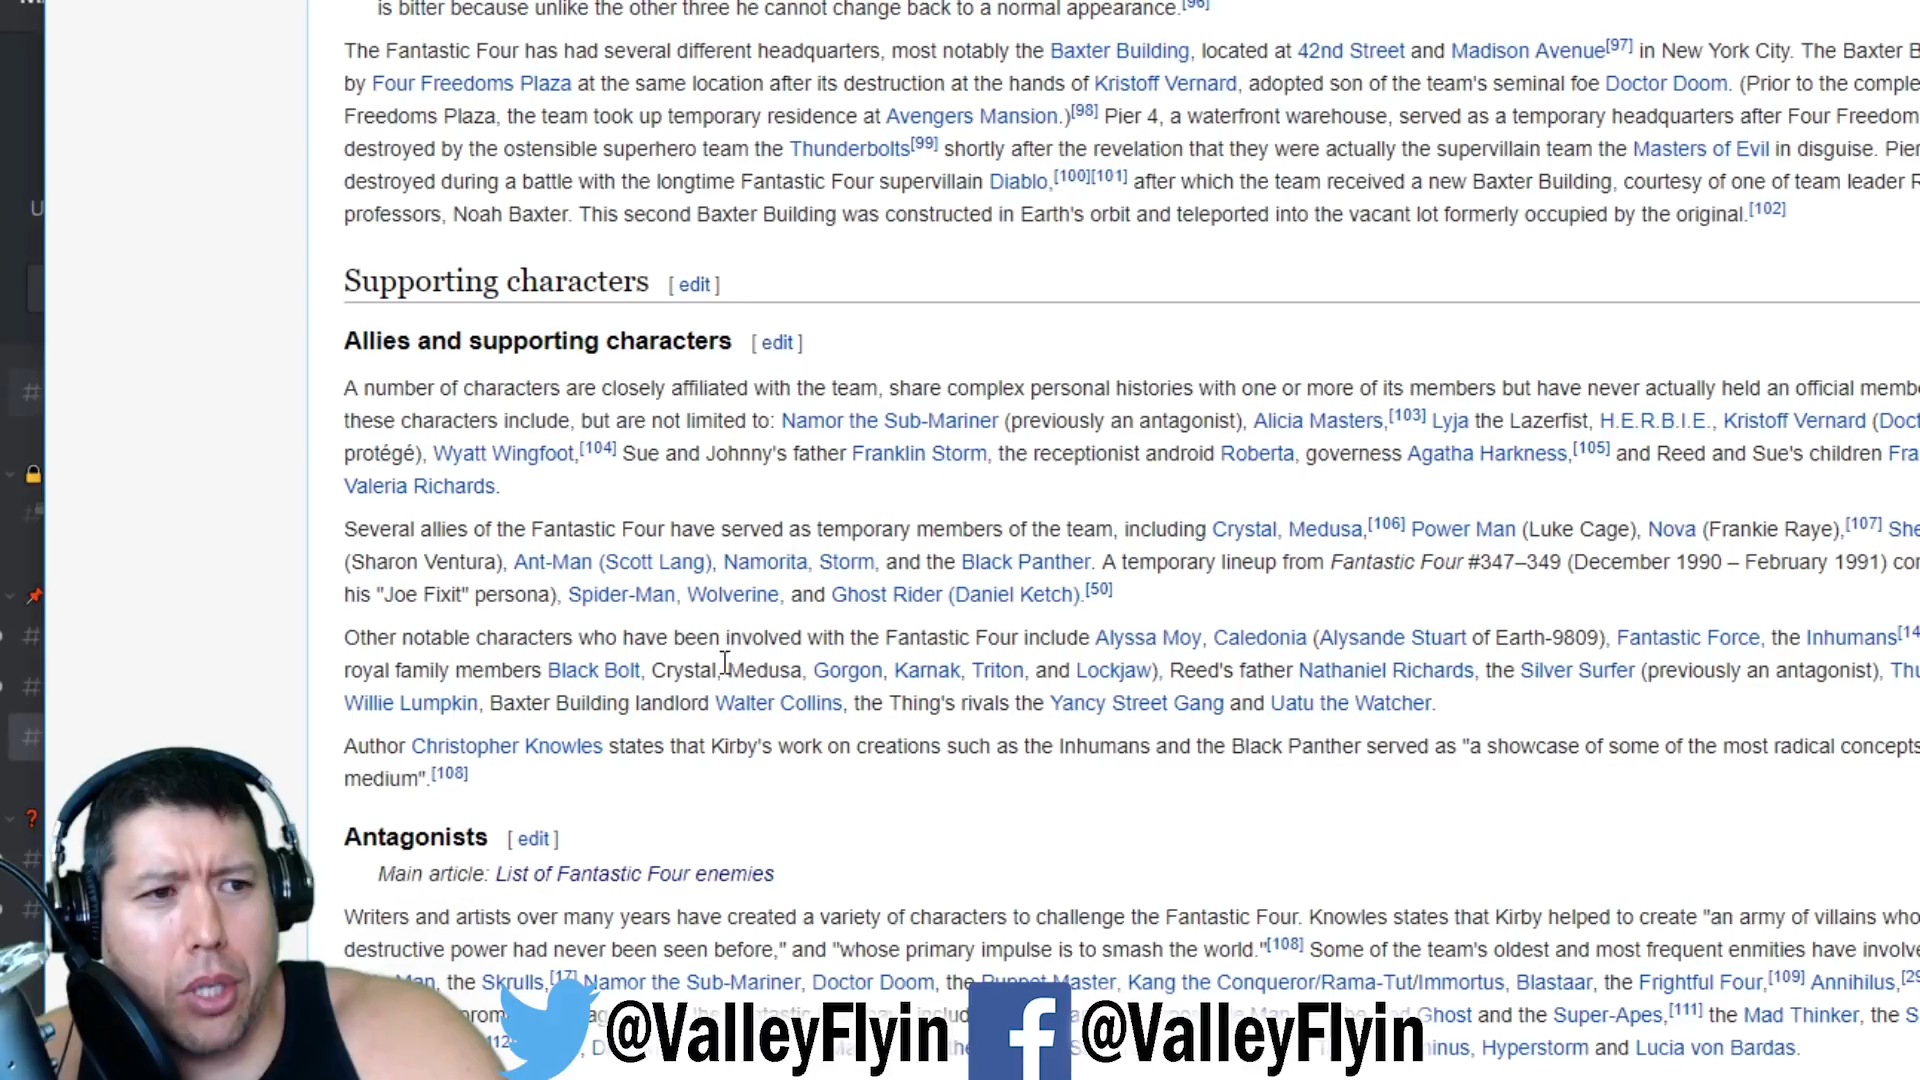 is bitter because unlike the other three he cannot change back to a normal appearance.[96]
The Fantastic Four has had several different headquarters, most notably the Baxter Building, located at 42nd Street and Madison Avenue[97] in New York City. The Baxter B
by Four Freedoms Plaza at the same location after its destruction at the hands of Kristoff Vernard, adopted son of the team's seminal foe Doctor Doom. (Prior to the comple
Freedoms Plaza, the team took up temporary residence at Avengers Mansion.)[98] Pier 4, a waterfront warehouse, served as a temporary headquarters after Four Freedom
destroyed by the ostensible superhero team the Thunderbolts[99] shortly after the revelation that they were actually the supervillain team the Masters of Evil in disguise. Pier
destroyed during a battle with the longtime Fantastic Four supervillain Diablo,[100][101] after which the team received a new Baxter Building, courtesy of one of team leader R
professors, Noah Baxter. This second Baxter Building was constructed in Earth's orbit and teleported into the vacant lot formerly occupied by the original.[102]
Supporting characters [ edit ]
Allies and supporting characters [ edit ]
A number of characters are closely affiliated with the team, share complex personal histories with one or more of its members but have never actually held an official memb
these characters include, but are not limited to: Namor the Sub-Mariner (previously an antagonist), Alicia Masters,[103] Lyja the Lazerfist, H.E.R.B.I.E., Kristoff Vernard (Doct
protégé), Wyatt Wingfoot,[104] Sue and Johnny's father Franklin Storm, the receptionist android Roberta, governess Agatha Harkness,[105] and Reed and Sue's children Fra
Valeria Richards.
Several allies of the Fantastic Four have served as temporary members of the team, including Crystal, Medusa,[106] Power Man (Luke Cage), Nova (Frankie Raye),[107] She
(Sharon Ventura), Ant-Man (Scott Lang), Namorita, Storm, and the Black Panther. A temporary lineup from Fantastic Four #347–349 (December 1990 – February 1991) con
his "Joe Fixit" persona), Spider-Man, Wolverine, and Ghost Rider (Daniel Ketch).[50]
Other notable characters who have been involved with the Fantastic Four include Alyssa Moy, Caledonia (Alysande Stuart of Earth-9809), Fantastic Force, the Inhumans[14
royal family members Black Bolt, Crystal, Medusa, Gorgon, Karnak, Triton, and Lockjaw), Reed's father Nathaniel Richards, the Silver Surfer (previously an antagonist), Thu
Willie Lumpkin, Baxter Building landlord Walter Collins, the Thing's rivals the Yancy Street Gang and Uatu the Watcher.
Author Christopher Knowles states that Kirby's work on creations such as the Inhumans and the Black Panther served as "a showcase of some of the most radical concepts
medium".[108]
Antagonists [ edit ]
Main article: List of Fantastic Four enemies
Writers and artists over many years have created a variety of characters to challenge the Fantastic Four. Knowles states that Kirby helped to create "an army of villains who
destructive power had never been seen before," and "whose primary impulse is to smash the world."[108] Some of the team's oldest and most frequent enmities have involve
Man, the Skrulls,[17] Namor the Sub-Mariner, Doctor Doom, the Puppet Master, Kang the Conqueror/Rama-Tut/Immortus, Blastaar, the Frightful Four,[109] Annihilus,[29
Ghost and the Super-Apes,[111] the Mad Thinker, the S
Hyperstorm and Lucia von Bardas.
@ValleyFlyin @ValleyFlyin